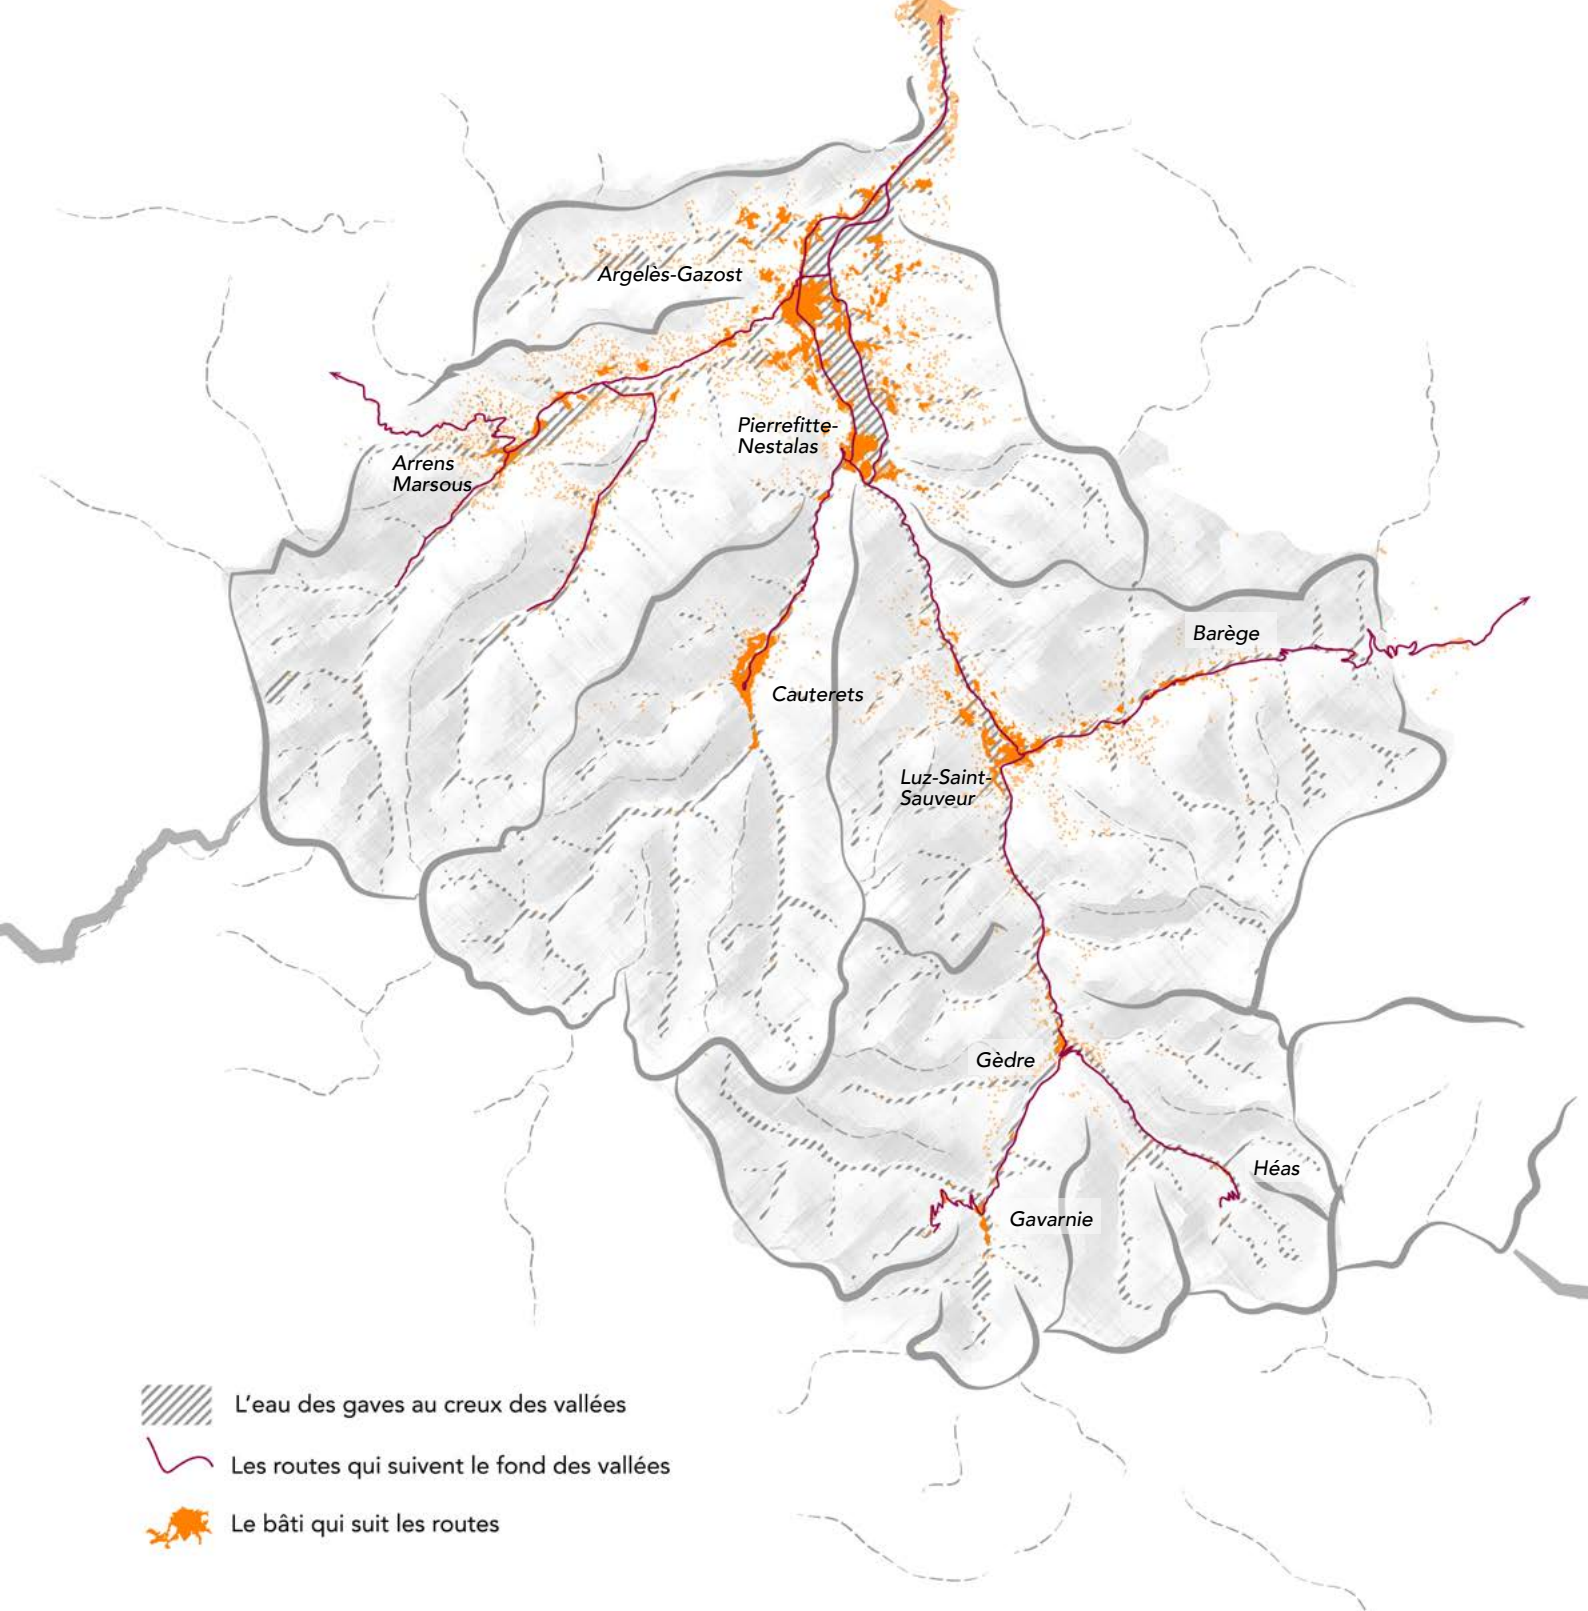 Argelès-Gazost
Pierrefitte-
Nestalas
Arrens
Marsous
Barège
Cauterets
Luz-Saint-
Sauveur
Gèdre
Héas
Gavarnie
L'eau des gaves au creux des vallées
Les routes qui suivent le fond des vallées
Le bâti qui suit les routes